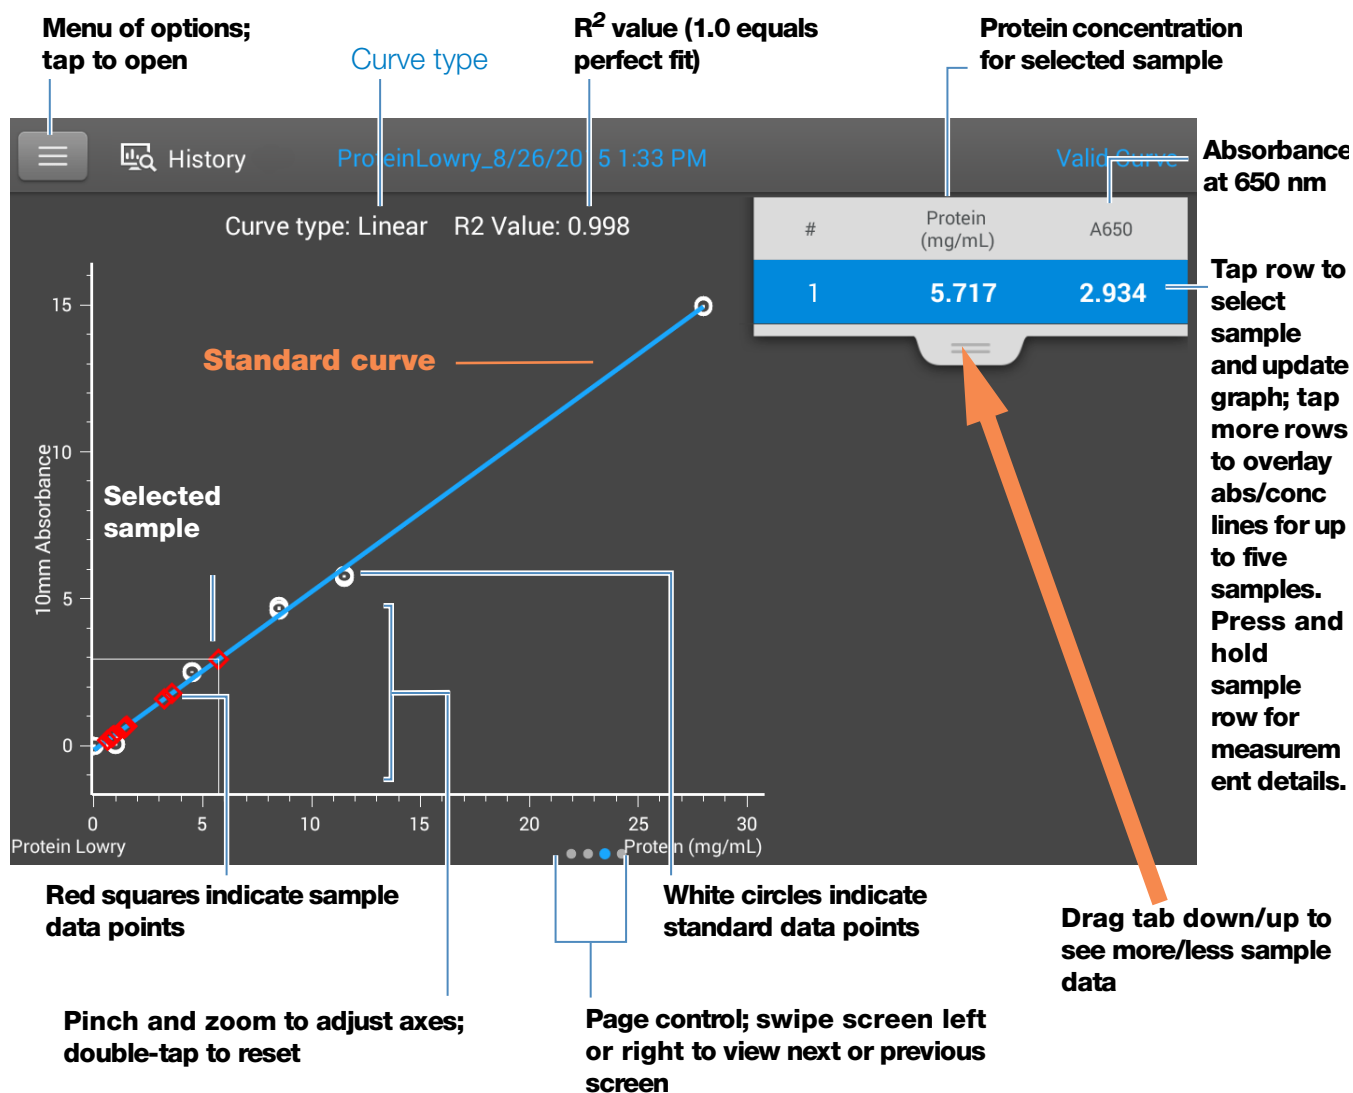 Menu of options;
tap to open
Curve type
R2 value (1.0 equals
perfect fit)
Protein concentration
for selected sample
History
ProteinLowry_8/26/2015 1:33 PM
Valid Curve
Absorbance
at 650 nm
Curve type: Linear R2 Value: 0.998
# Protein (mg/mL) A650
1 5.717 2.934
Tap row to
select
sample
and update
graph; tap
more rows
to overlay
abs/conc
lines for up
to five
samples.
Press and
hold
sample
row for
measurem
ent details.
Standard curve
Selected
sample
10mm Absorbance
15
10
5
0
0 5 10 15 20 25 30
Protein Lowry
Protein (mg/mL)
Red squares indicate sample
data points
White circles indicate
standard data points
Drag tab down/up to
see more/less sample
data
Pinch and zoom to adjust axes;
double-tap to reset
Page control; swipe screen left
or right to view next or previous
screen